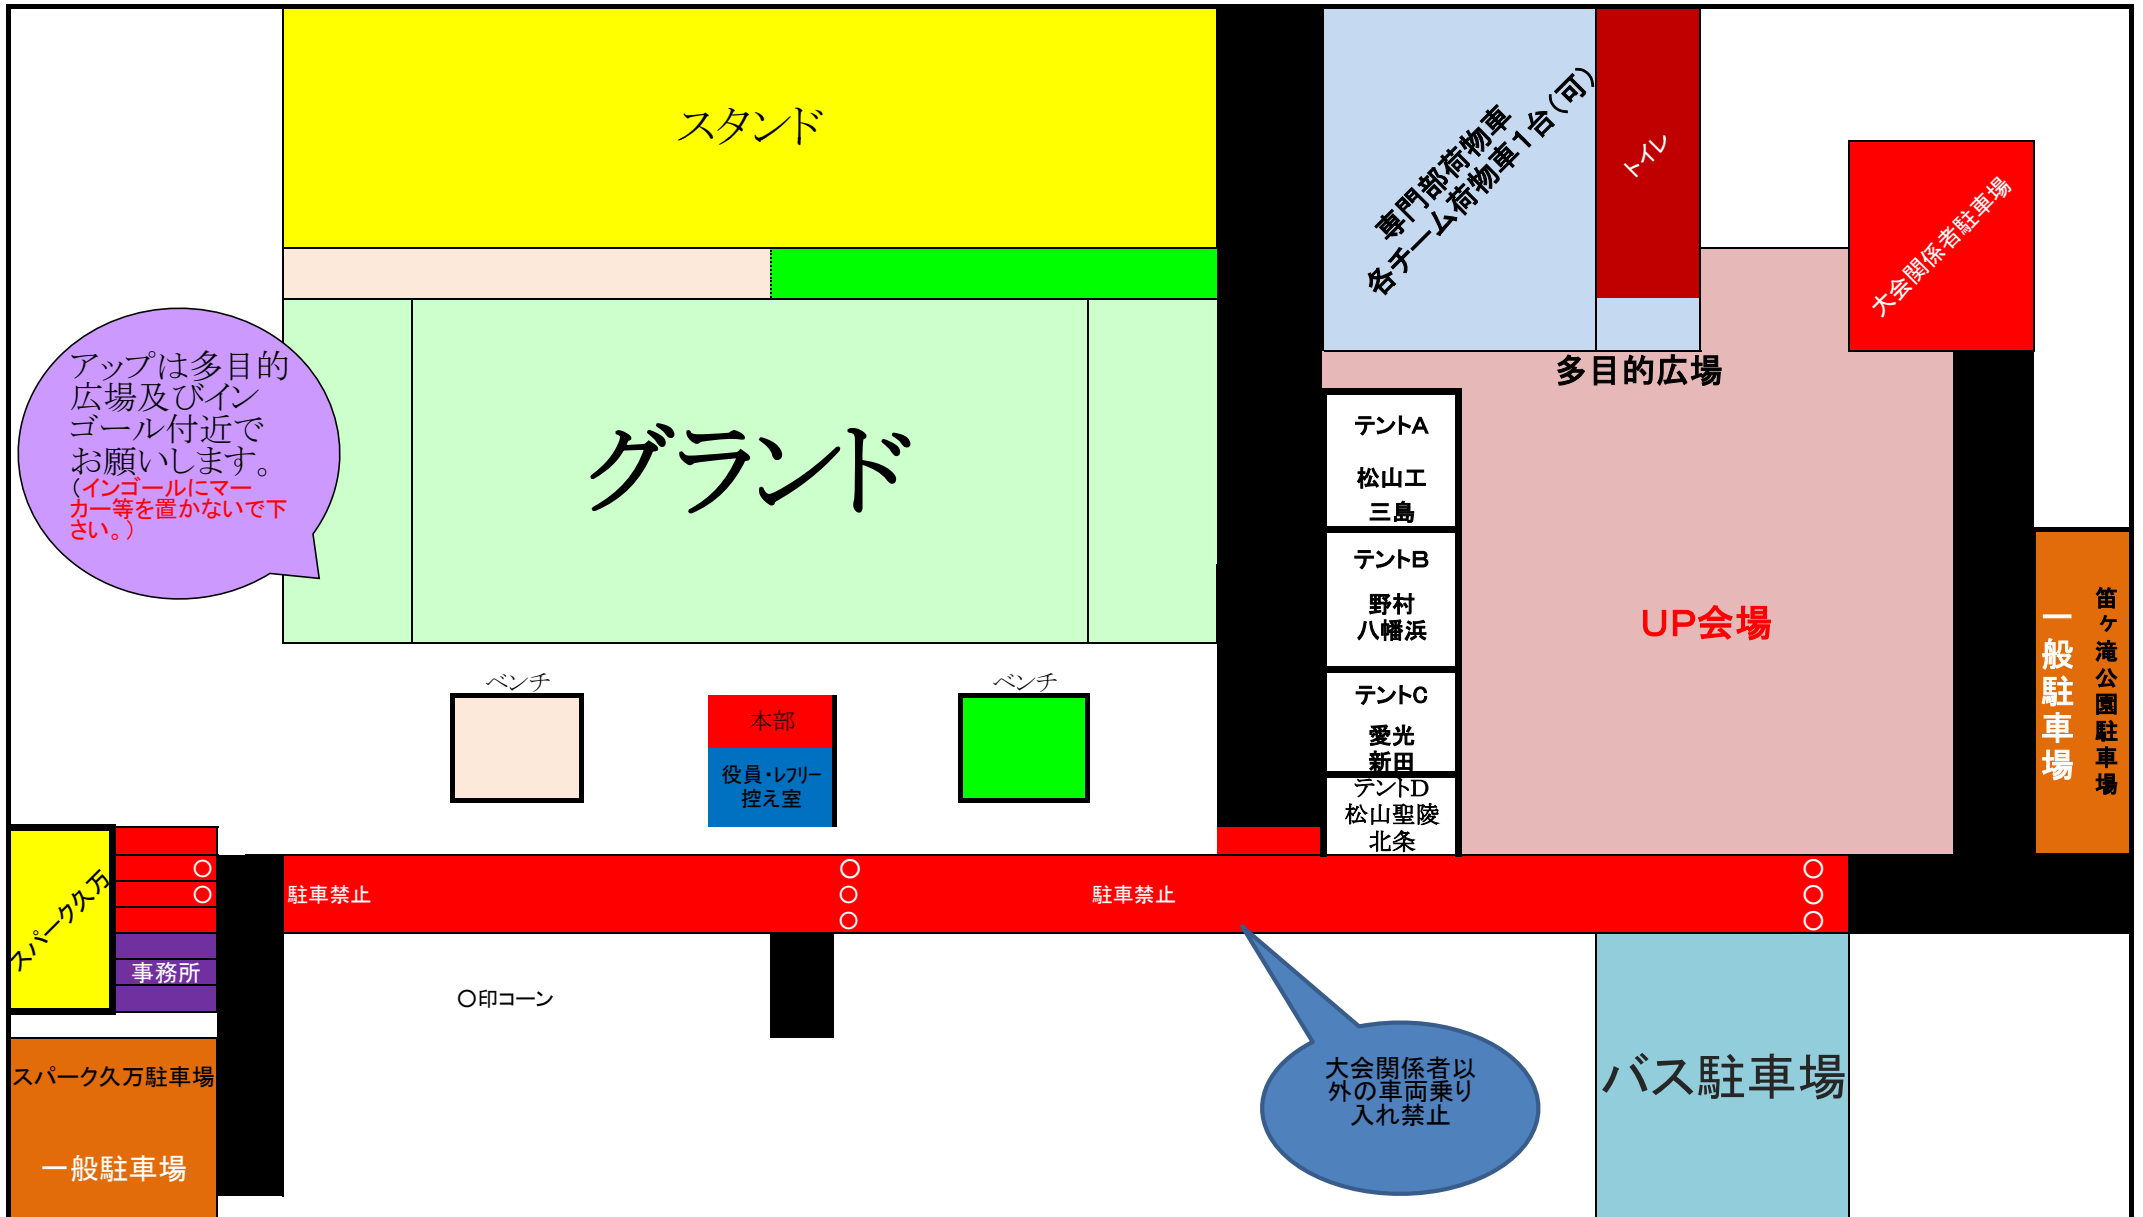 スタンド
専門部荷物車
各チーム荷物車1台(可)
トイレ
大会関係者駐車場
アップは多目的
広場及びイン
ゴール付近で
お願いします。
(インゴールにマー
カー等を置かないで下
さい。)
グランド
多目的広場
テントA
松山工
三島
テントB
野村
八幡浜
テントC
愛光
新田
テントD
松山聖陵
北条
UP会場
一般駐車場
笛ヶ滝公園駐車場
ベンチ
本部
役員・レフリー
控え室
ベンチ
スパーク久万
〇
〇
駐車禁止
〇
〇
〇
駐車禁止
〇
〇
〇
事務所
〇印コーン
スパーク久万駐車場
一般駐車場
大会関係者以
外の車両乗り
入れ禁止
バス駐車場